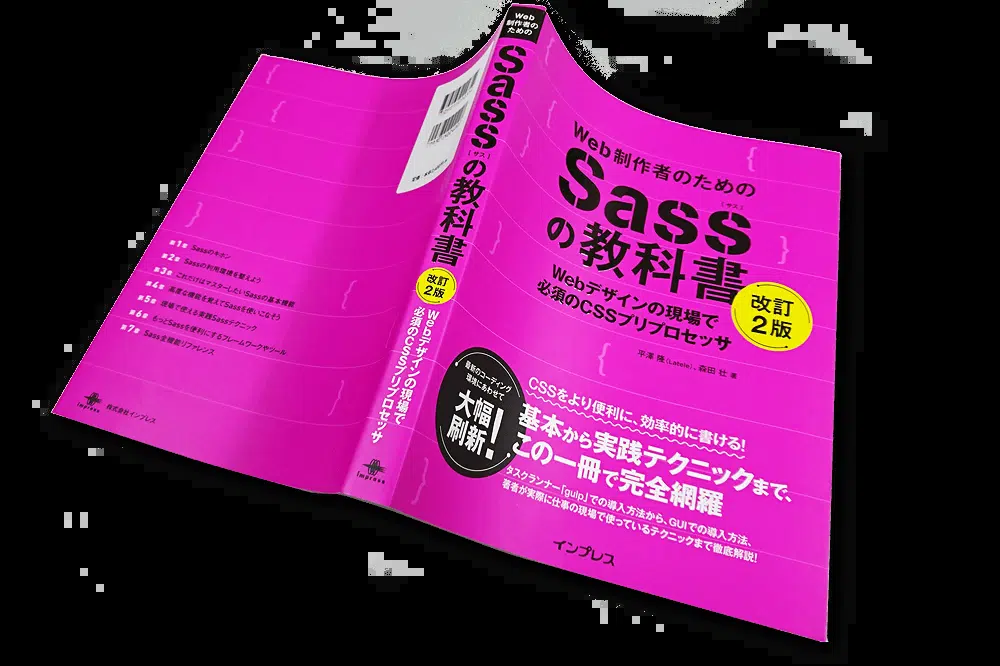 第1章 Sassのキホン
第2章 Sassの利用環境を整えよう
第3章 これだけはマスターしたいSassの基本機能
第4章 高度な機能を覚えてSassを使いこなそう
第5章 現場で使える実践Sassテクニック
第6章 もっとSassを便利にするフレームワークやツール
第7章 Sass全機能リファレンス
impress
株式会社インプレス
Web
制作者の
ための
Sass
[サス]
の教科書
改訂
2版
Webデザインの現場で
必須のCSSプリプロセッサ
impress
Web制作者のための
Sass
[サス]
の教科書
改訂
2版
Webデザインの現場で
必須のCSSプリプロセッサ
平澤 隆(Latele)、森田 壮 著
最新のコーディング
環境にあわせて
大幅
刷新!
CSSをより便利に、効率的に書ける!
基本から実践テクニックまで、
この一冊で完全網羅
タスクランナー「gulp」での導入方法から、GUIでの導入方法、
著者が実際に仕事の現場で使っているテクニックまで徹底解説!
インプレス